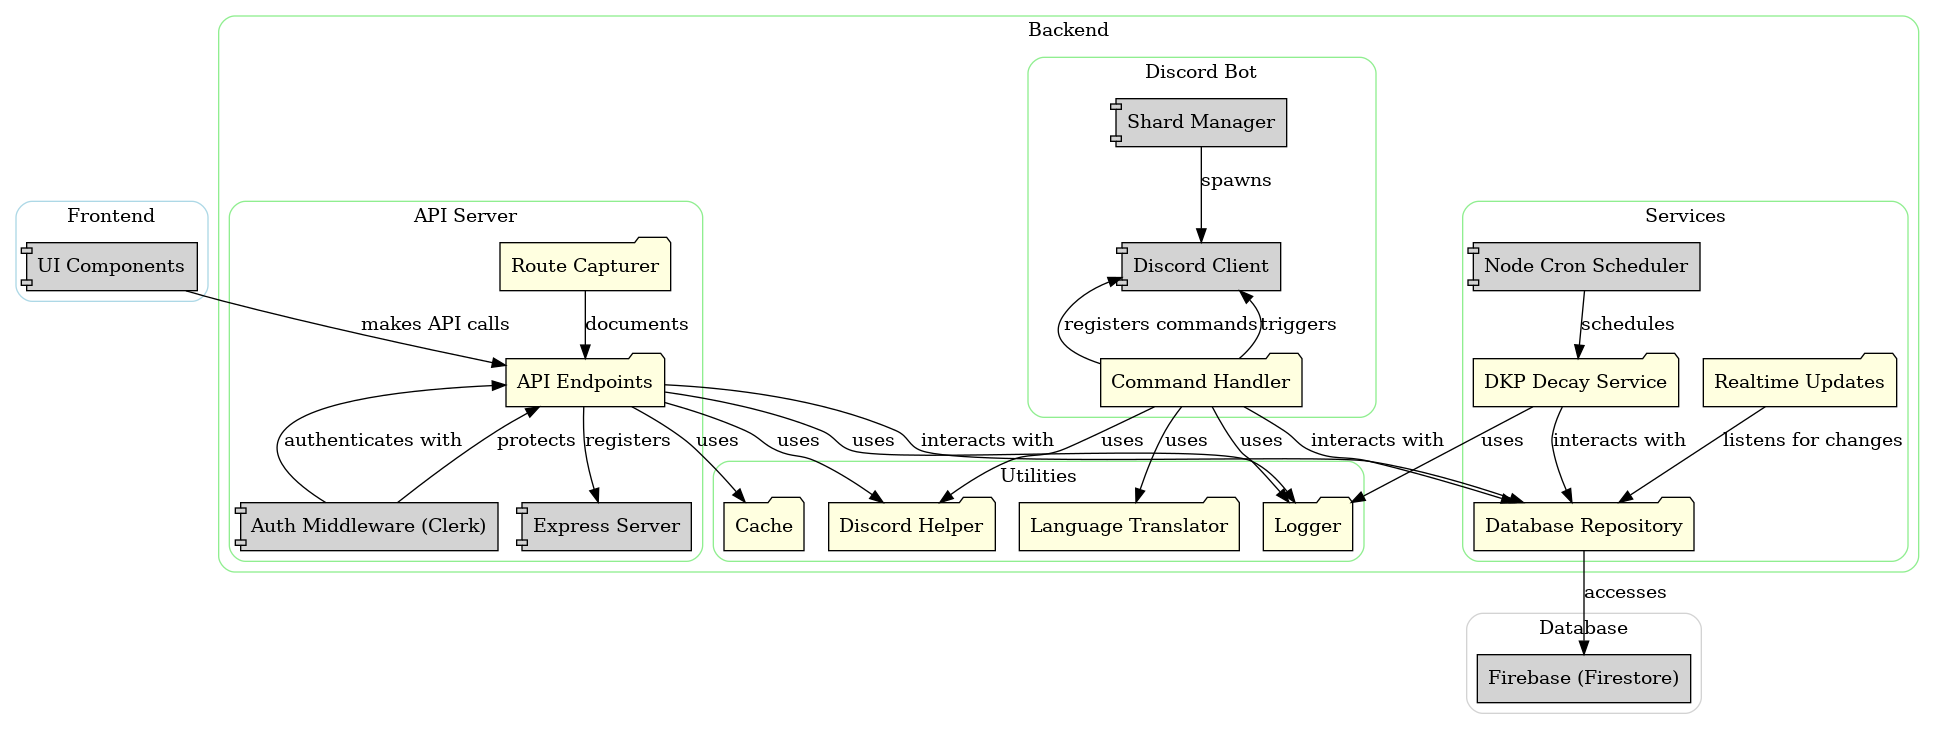 Backend
Discord Bot
Shard Manager
spawns
Frontend
API Server
Services
UI Components
Route Capturer
Discord Client
Node Cron Scheduler
makes API calls
documents
registers commands
triggers
schedules
API Endpoints
Command Handler
DKP Decay Service
Realtime Updates
authenticates with
protects
registers
uses
uses
uses
interacts with
uses
uses
uses
interacts with
uses
interacts with
listens for changes
Utilities
Auth Middleware (Clerk)
Express Server
Cache
Discord Helper
Language Translator
Logger
Database Repository
accesses
Database
Firebase (Firestore)